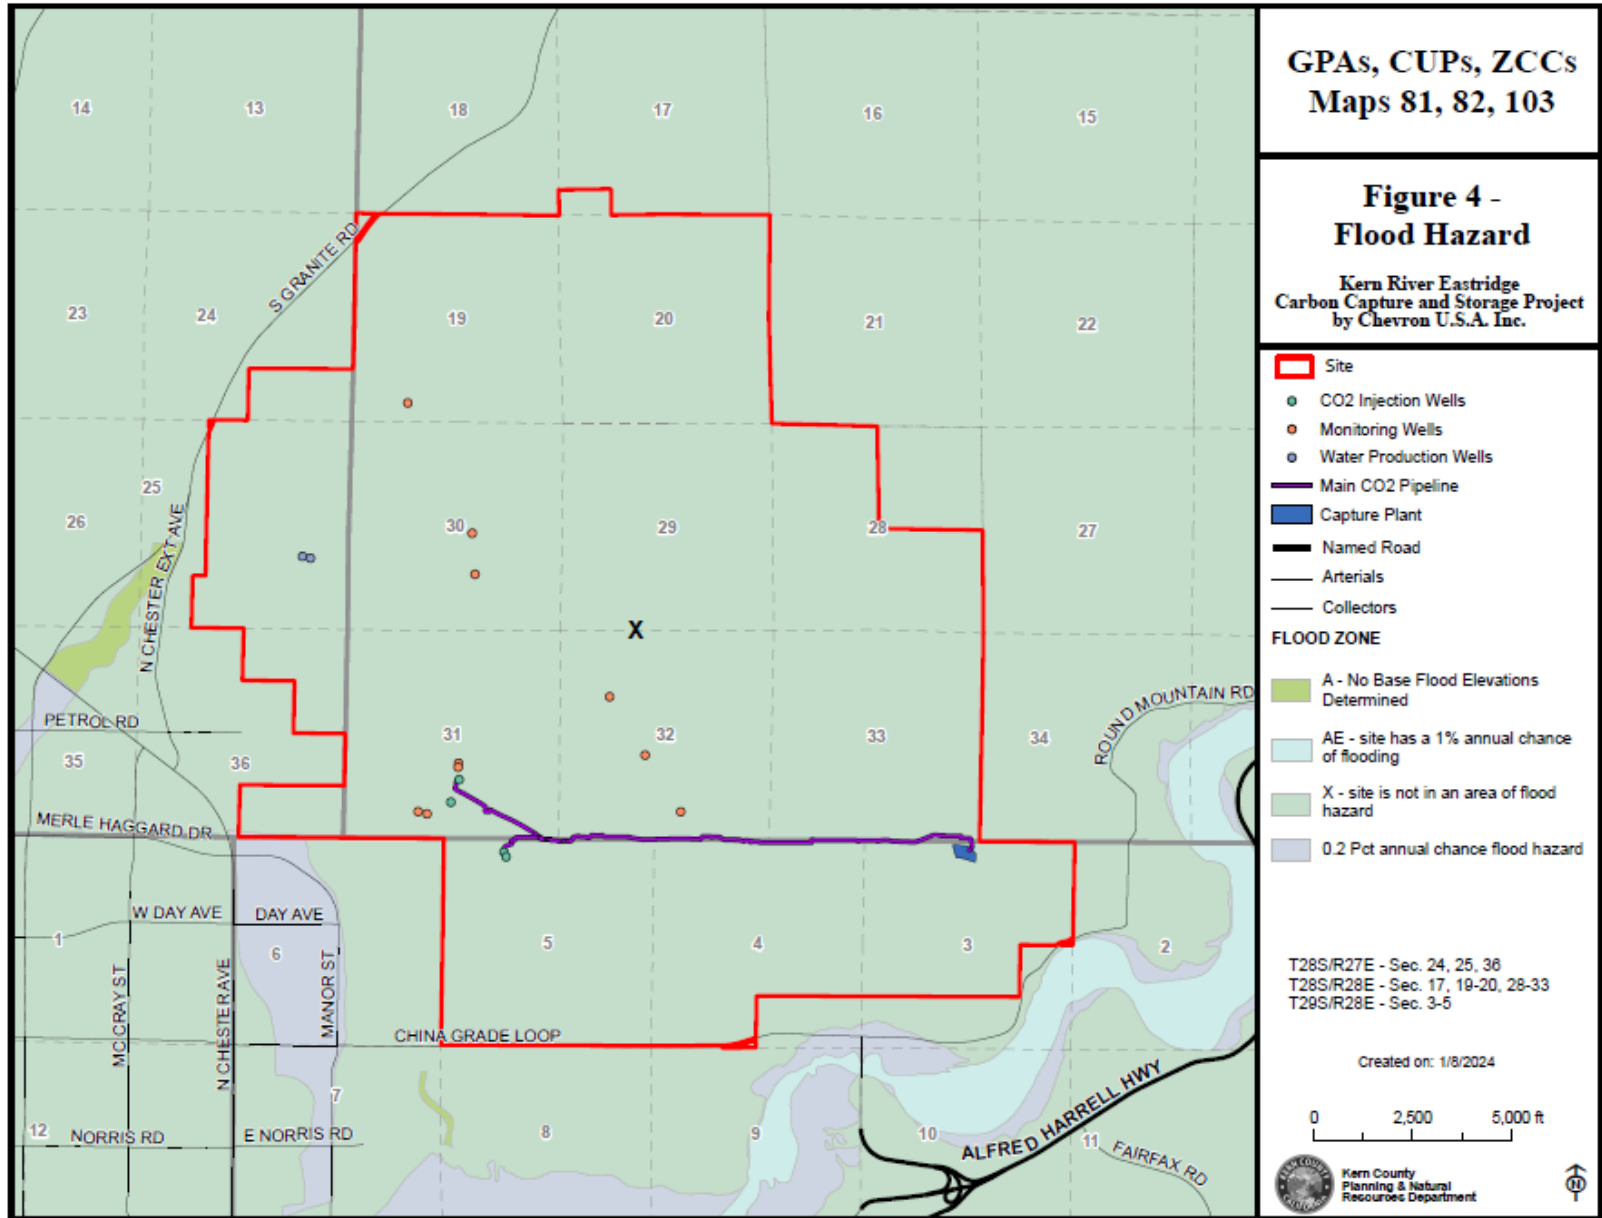 GPAs, CUPs, ZCCs
Maps 81, 82, 103
Figure 4 -
Flood Hazard
Kern River Eastridge
Carbon Capture and Storage Project
by Chevron U.S.A. Inc.
Site
CO2 Injection Wells
Monitoring Wells
Water Production Wells
Main CO2 Pipeline
Capture Plant
Named Road
Arterials
Collectors
FLOOD ZONE
A - No Base Flood Elevations
Determined
AE - site has a 1% annual chance
of flooding
X - site is not in an area of flood
hazard
0.2 Pct annual chance flood hazard
T28S/R27E - Sec. 24, 25, 36
T28S/R28E - Sec. 17, 19-20, 28-33
T29S/R28E - Sec. 3-5
Created on: 1/8/2024
0 2,500 5,000 ft
Kern County
Planning & Natural
Resources Department
N
KERN COUNTY
CALIFORNIA
14 13 18 17 16 15
S GRANITE RD
23 24 19 20 21 22
25
26 30 29 28 27
N CHESTER EXT AVE
X
ROUND MOUNTAIN RD
PETROL RD
35 36 31 32 33 34
MERLE HAGGARD DR
W DAY AVE
DAY AVE
1 6 5 4 3 2
MCCRAY ST
N CHESTER AVE
MANOR ST
CHINA GRADE LOOP
7
12 8 9 10 11
NORRIS RD
E NORRIS RD
ALFRED HARRELL HWY
FAIRFAX RD